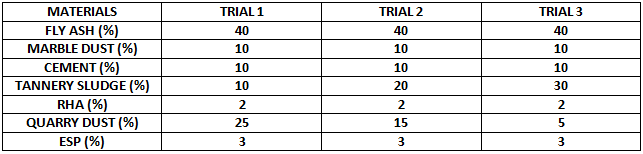 MATERIALS TRIAL 1 TRIAL 2 TRIAL 3
FLY ASH (%) 40 40 40
MARBLE DUST (%) 10 10 10
CEMENT (%) 10 10 10
TANNERY SLUDGE (%) 10 20 30
RHA (%) 2 2 2
QUARRY DUST (%) 25 15 5
ESP (%) 3 3 3